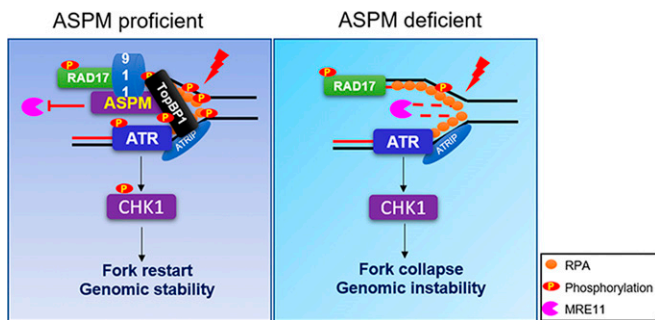 ASPM proficient
ASPM deficient
P
9
1
1
RAD17
P
TopBP1
P
P
P
ASPM
P
P
ATR
ATRIP
P
CHK1
Fork restart
Genomic stability
P
RAD17
P
ATR
ATRIP
CHK1
Fork collapse
Genomic instability
RPA
P
Phosphorylation
MRE11